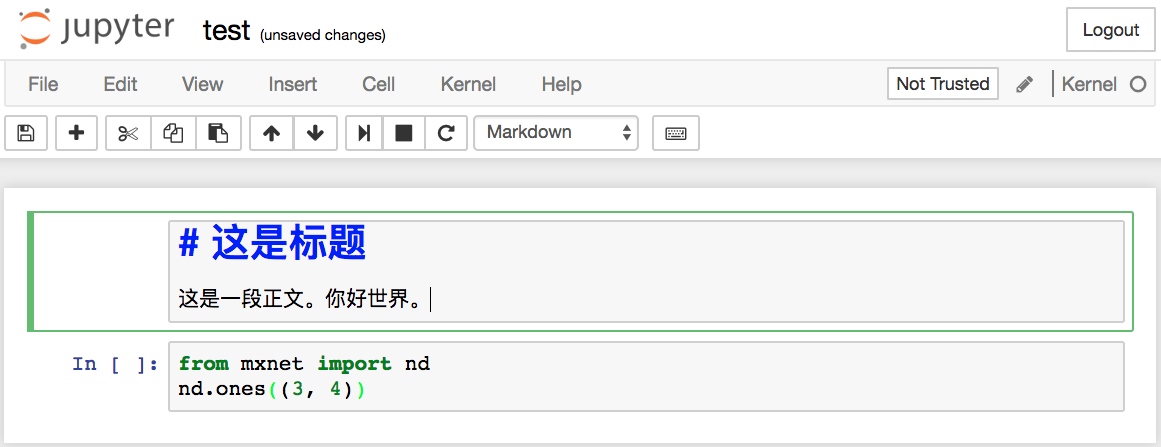 jupyter test (unsaved changes) Logout
File Edit View Insert Cell Kernel Help Not Trusted Kernel
Markdown
# 这是标题
这是一段正文。你好世界。
In [ ]: from mxnet import nd
nd.ones((3, 4))